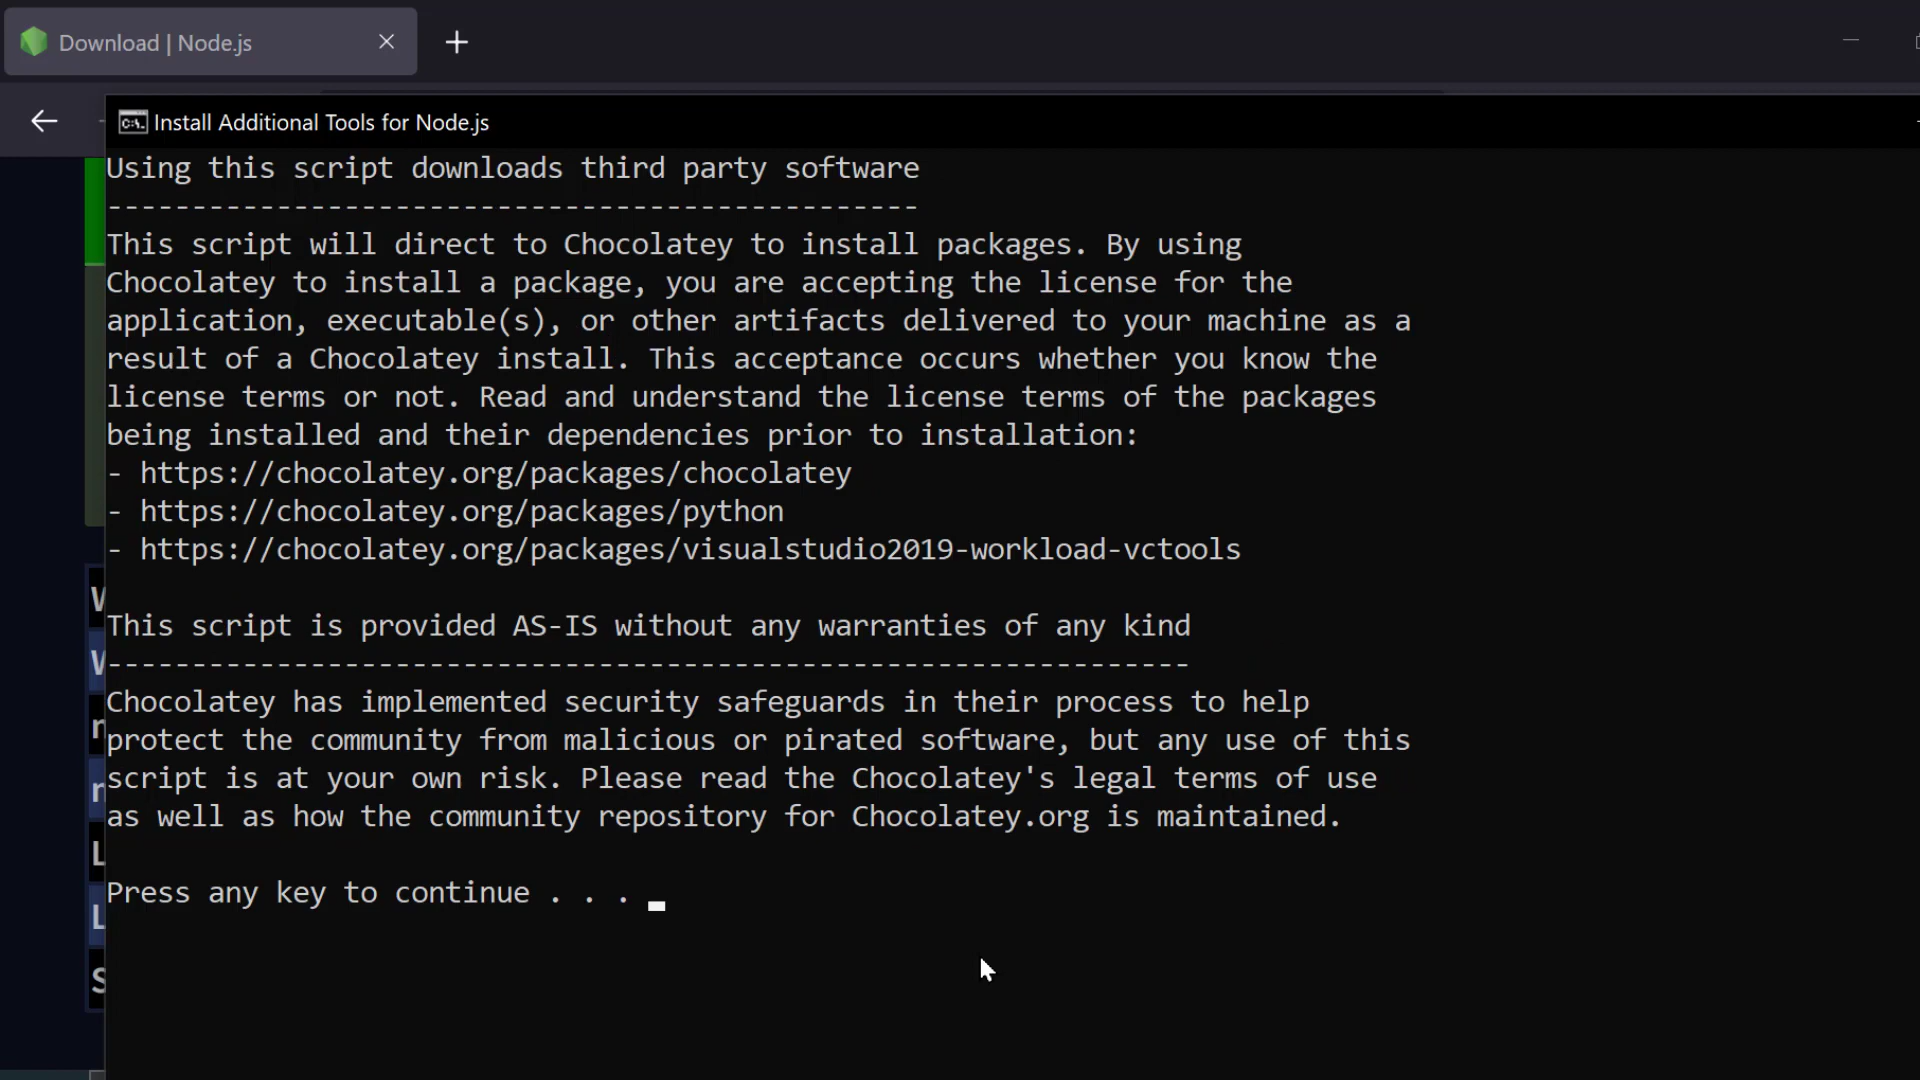 Download | Node.js
Install Additional Tools for Node.js
Using this script downloads third party software
------------------------------------------------
This script will direct to Chocolatey to install packages. By using
Chocolatey to install a package, you are accepting the license for the
application, executable(s), or other artifacts delivered to your machine as a
result of a Chocolatey install. This acceptance occurs whether you know the
license terms or not. Read and understand the license terms of the packages
being installed and their dependencies prior to installation:
- https://chocolatey.org/packages/chocolatey
- https://chocolatey.org/packages/python
- https://chocolatey.org/packages/visualstudio2019-workload-vctools
This script is provided AS-IS without any warranties of any kind
----------------------------------------------------------------
Chocolatey has implemented security safeguards in their process to help
protect the community from malicious or pirated software, but any use of this
script is at your own risk. Please read the Chocolatey's legal terms of use
as well as how the community repository for Chocolatey.org is maintained.
Press any key to continue . . .